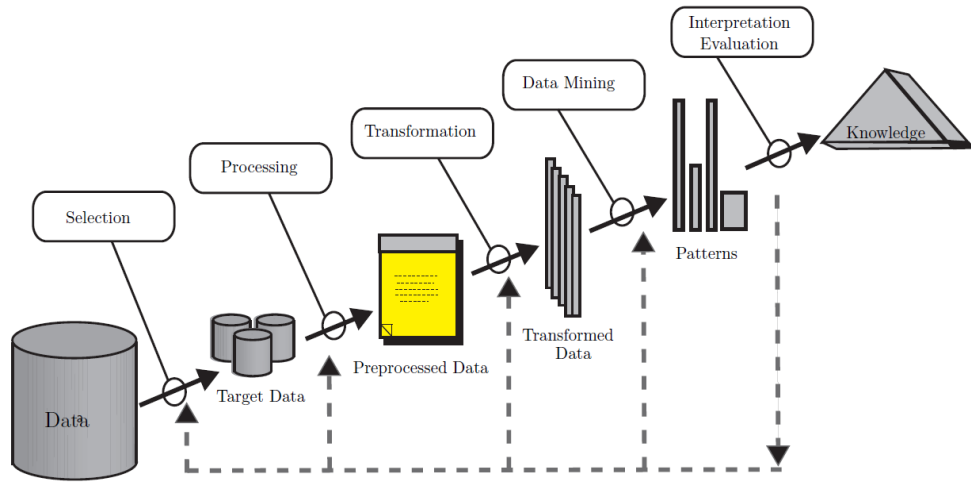 Interpretation
Evaluation
Data Mining
Transformation
Processing
Selection
Knowledge
Patterns
Transformed
Data
Preprocessed Data
Target Data
Data
a